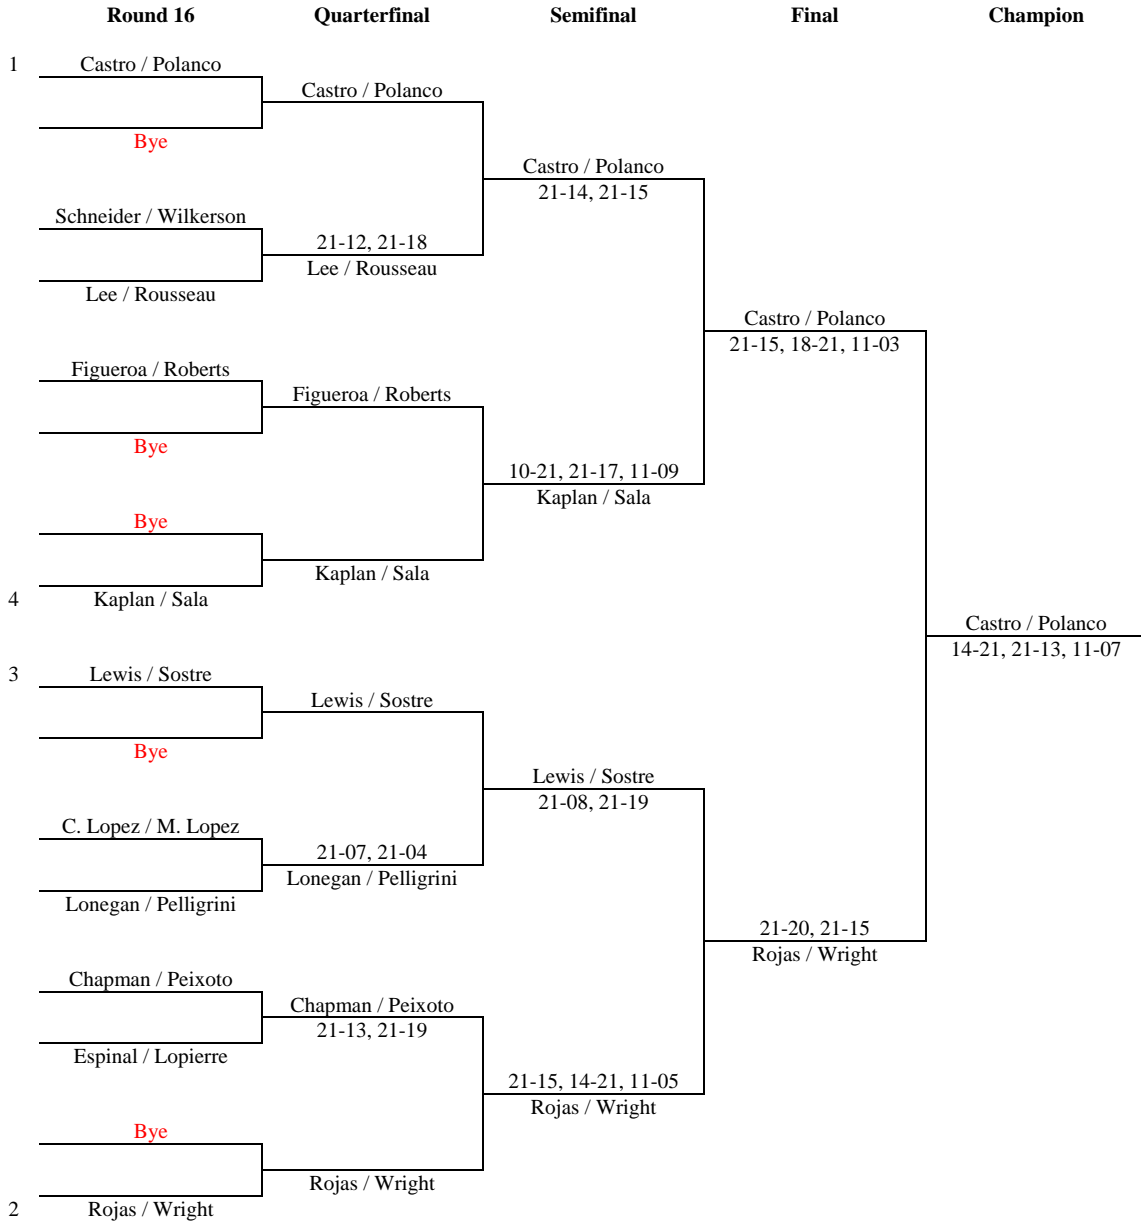 Round 16 Quarterfinal Semifinal Final Champion
1 Castro / Polanco
Castro / Polanco
Bye
Castro / Polanco
21-14, 21-15
Schneider / Wilkerson
21-12, 21-18
Lee / Rousseau
Lee / Rousseau
Castro / Polanco
21-15, 18-21, 11-03
Figueroa / Roberts
Figueroa / Roberts
Bye
10-21, 21-17, 11-09
Kaplan / Sala
Bye
Kaplan / Sala
4 Kaplan / Sala
Castro / Polanco
14-21, 21-13, 11-07
3 Lewis / Sostre
Lewis / Sostre
Bye
Lewis / Sostre
21-08, 21-19
C. Lopez / M. Lopez
21-07, 21-04
Lonegan / Pelligrini
Lonegan / Pelligrini
21-20, 21-15
Rojas / Wright
Chapman / Peixoto
Chapman / Peixoto
21-13, 21-19
Espinal / Lopierre
21-15, 14-21, 11-05
Rojas / Wright
Bye
Rojas / Wright
2 Rojas / Wright